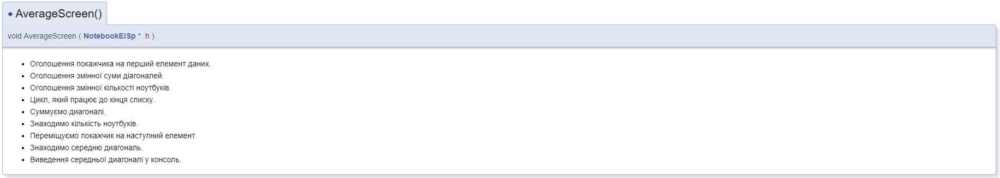 AverageScreen()
void AverageScreen ( NotebookElSp * h )
Оголошення покажчика на перший елемент даних.
Оголошення змінної суми діагоналей.
Оголошення змінної кількості ноутбуків.
Цикл, який працює до кінця списку.
Суммуємо диагоналі.
Знаходимо кількість ноутбуків.
Переміщуємо покажчик на наступний елемент.
Знаходимо середню диагональ.
Виведення середньої диагоналі у консоль.